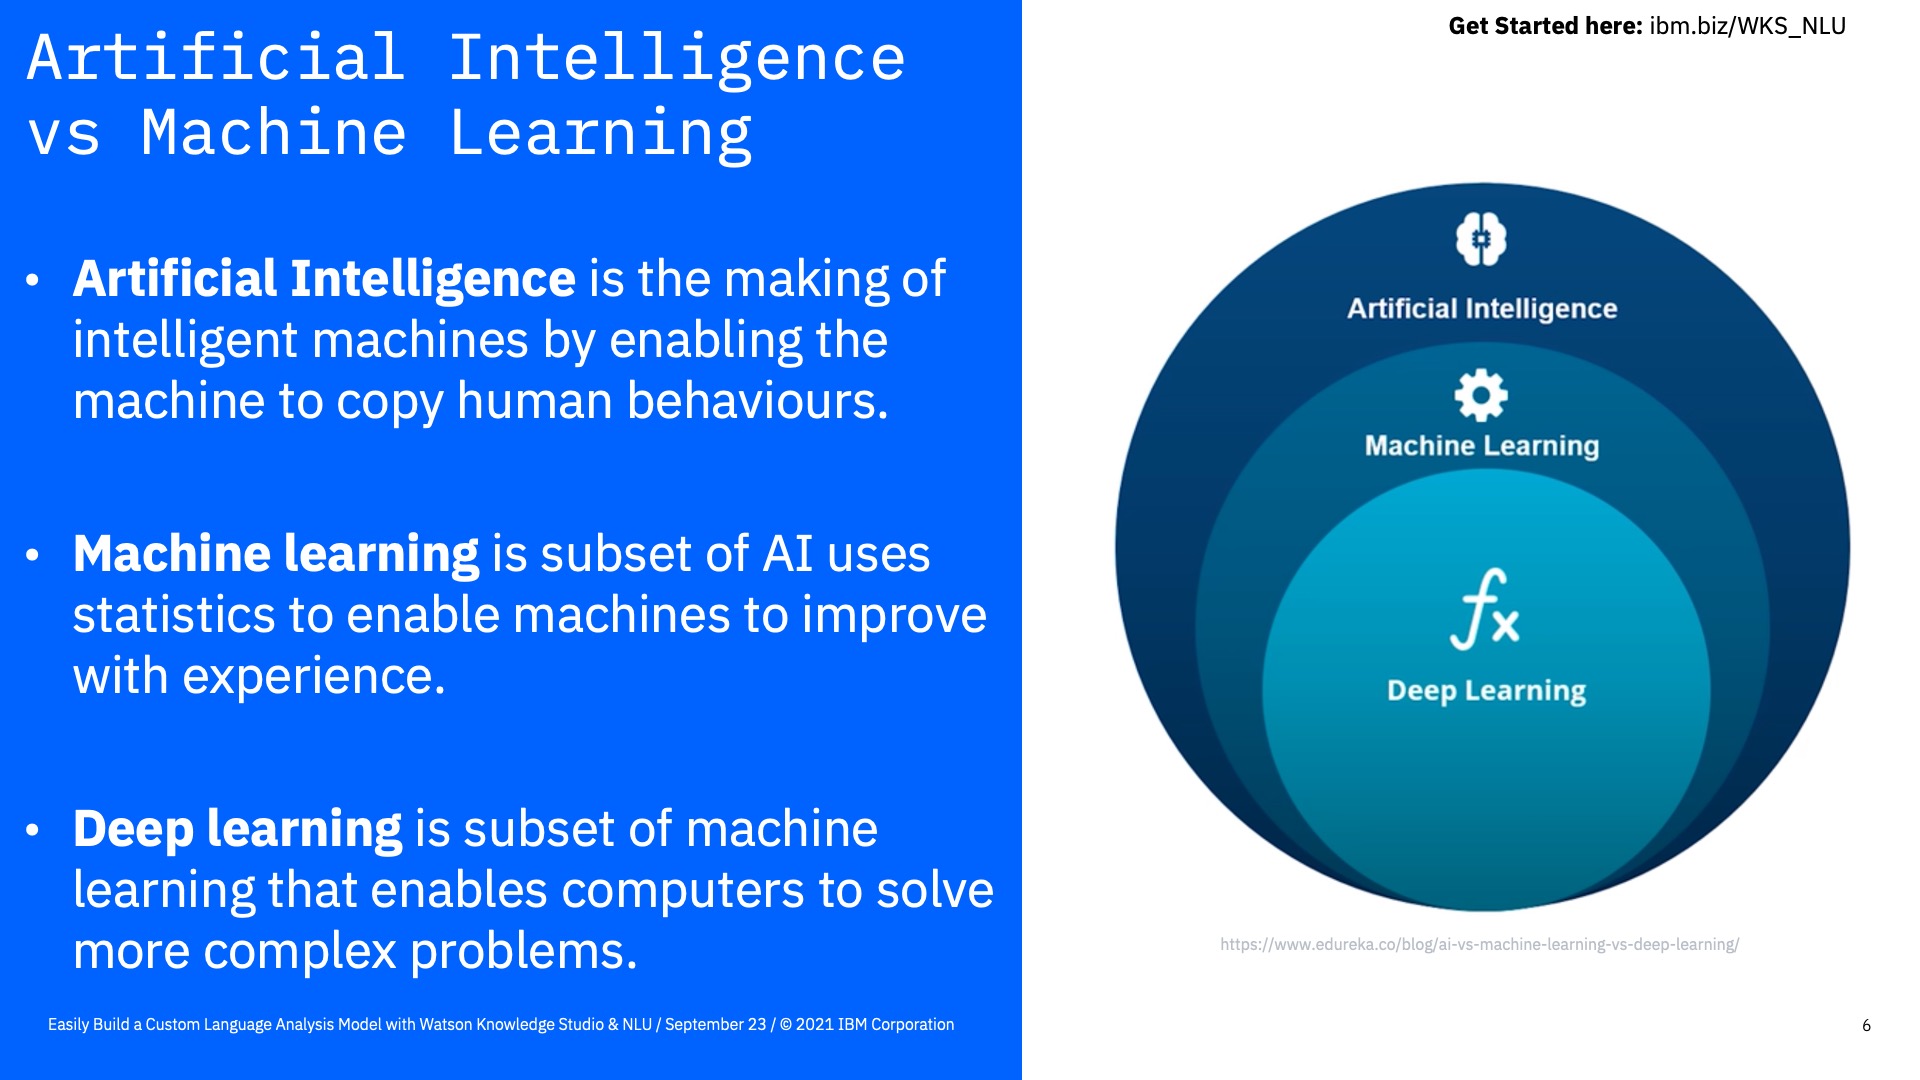 Artificial Intelligence
vs Machine Learning
• Artificial Intelligence is the making of
intelligent machines by enabling the
machine to copy human behaviours.
• Machine learning is subset of AI uses
statistics to enable machines to improve
with experience.
• Deep learning is subset of machine
learning that enables computers to solve
more complex problems.
Easily Build a Custom Language Analysis Model with Watson Knowledge Studio & NLU / September 23 / © 2021 IBM Corporation
Get Started here: ibm.biz/WKS_NLU
Artificial Intelligence
Machine Learning
fx
Deep Learning
https://www.edureka.co/blog/ai-vs-machine-learning-vs-deep-learning/
6